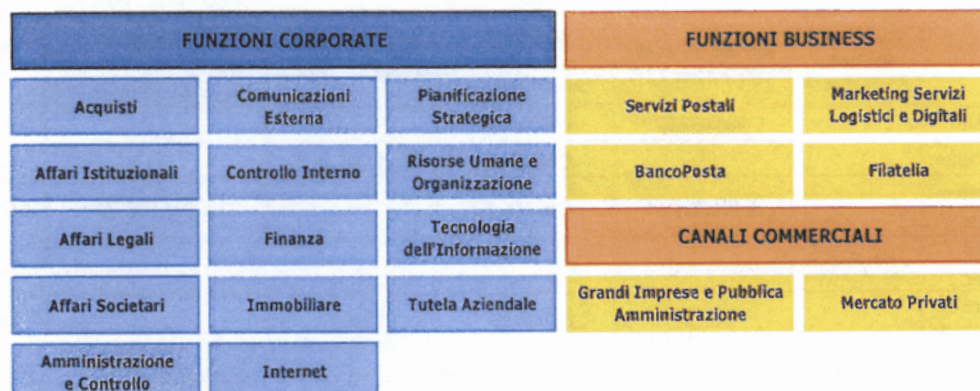 FUNZIONI CORPORATE
Acquisti
Comunicazioni
Esterna
Pianificazione
Strategica
Affari Istituzionali
Controllo Interno
Risorse Umane e
Organizzazione
Affari Legali
Finanza
Tecnologia
dell'Informazione
Affari Societari
Immobiliare
Tutela Aziendale
Amministrazione
e Controllo
Internet
FUNZIONI BUSINESS
Servizi Postali
Marketing Servizi
Logistici e Digitali
BancoPosta
Filatelia
CANALI COMMERCIALI
Grandi Imprese e Pubblica
Amministrazione
Mercato Privati